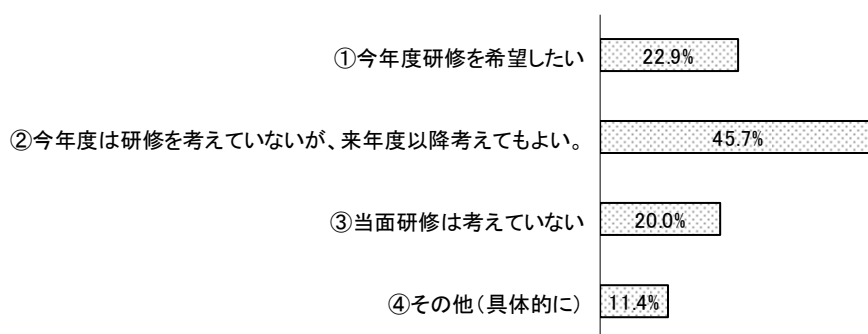 ①今年度研修を希望したい
22.9%
②今年度は研修を考えていないが、来年度以降考えてもよい。
45.7%
③当面研修は考えていない
20.0%
④その他(具体的に)
11.4%